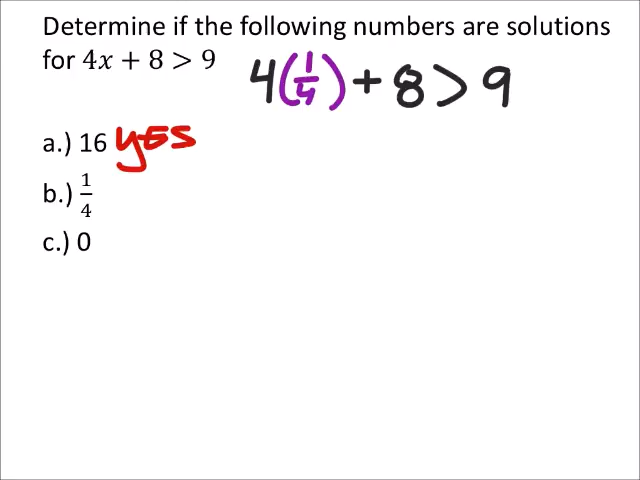 Determine if the following numbers are solutions
for 4x + 8 > 9
4(1/4) + 8 > 9
a.) 16 yes
b.) 1/4
c.) 0